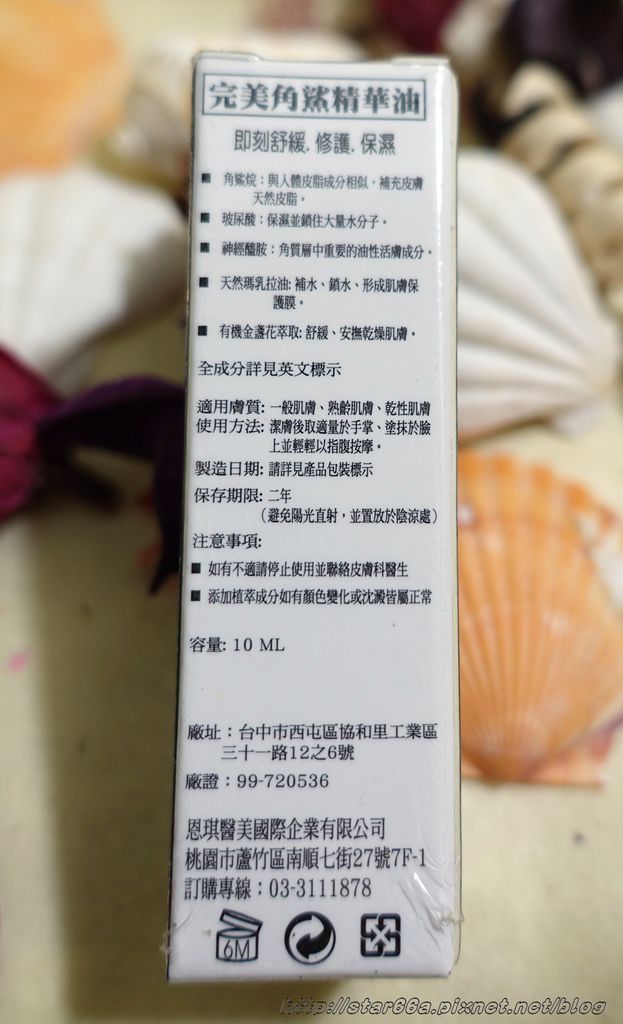 完美角鯊精華油
即刻舒緩. 修護. 保濕
■ 角鯊烷：與人體皮脂成分相似，補充皮膚
天然皮脂。
■ 玻尿酸：保濕並鎖住大量水分子。
■ 神經醯胺：角質層中重要的油性活膚成分。
■ 天然瑪乳拉油: 補水、鎖水、形成肌膚保
護膜。
■ 有機金盞花萃取: 舒緩、安撫乾燥肌膚。
全成分詳見英文標示
適用膚質: 一般肌膚、熟齡肌膚、乾性肌膚
使用方法: 潔膚後取適量於手掌、塗抹於臉
上並輕輕以指腹按摩。
製造日期: 請詳見產品包裝標示
保存期限: 二年
（避免陽光直射，並置放於陰涼處）
注意事項:
■ 如有不適請停止使用並聯絡皮膚科醫生
■ 添加植萃成分如有顏色變化或沈澱皆屬正常
容量: 10 ML
廠址：台中市西屯區協和里工業區
三十一路12之6號
廠證：99-720536
恩琪醫美國際企業有限公司
桃園市蘆竹區南順七街27號7F-1
訂購專線：03-3111878
6M
http://star66a.pixnet.net/blog